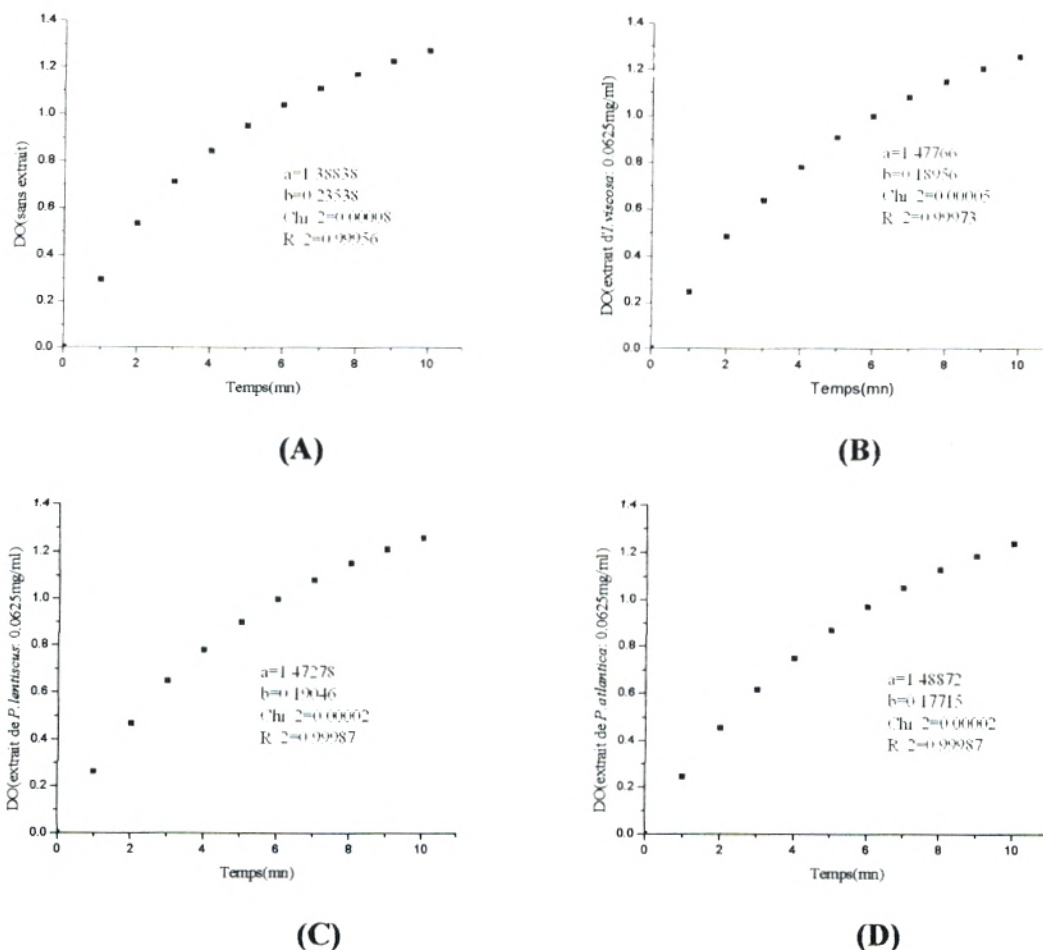 1.4
1.2
1.0
0.8
0.6
0.4
0.2
0.0
DO(sans extrait)
a=1.38838
b=0.23538
Chi 2=0.00008
R 2=0.99956
0 2 4 6 8 10
Temps(mn)
(A)
1.4
1.2
1.0
0.8
0.6
0.4
0.2
0.0
DO(extrait d'I.viscosa: 0.0625mg/ml)
a=1.47766
b=0.18956
Chi 2=0.00005
R 2=0.99973
0 2 4 6 8 10
Temps(mn)
(B)
1.4
1.2
1.0
0.8
0.6
0.4
0.2
0.0
DO(extrait de P.lentiscus: 0.0625mg/ml)
a=1.47278
b=0.19046
Chi 2=0.00002
R 2=0.99987
0 2 4 6 8 10
Temps(mn)
(C)
1.4
1.2
1.0
0.8
0.6
0.4
0.2
0.0
DO(extrait de P.atlantica: 0.0625mg/ml)
a=1.48872
b=0.17715
Chi 2=0.00002
R 2=0.99987
0 2 4 6 8 10
Temps(mn)
(D)